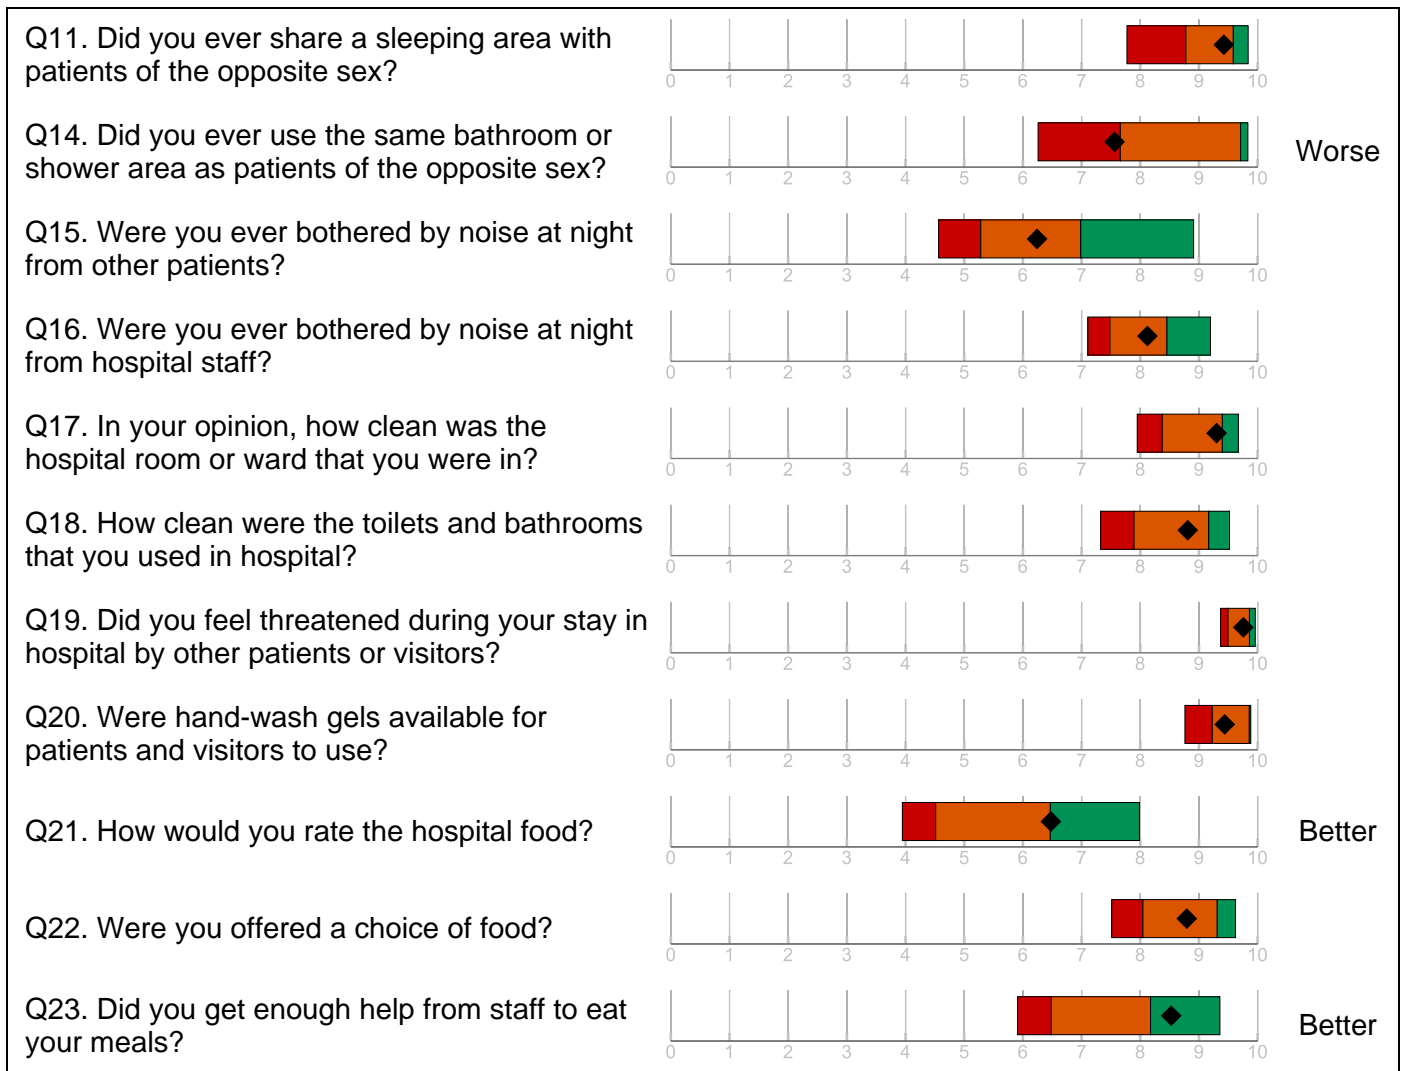 Q11. Did you ever share a sleeping area with
patients of the opposite sex?
0 1 2 3 4 5 6 7 8 9 10
Q14. Did you ever use the same bathroom or
shower area as patients of the opposite sex?
Worse
0 1 2 3 4 5 6 7 8 9 10
Q15. Were you ever bothered by noise at night
from other patients?
0 1 2 3 4 5 6 7 8 9 10
Q16. Were you ever bothered by noise at night
from hospital staff?
0 1 2 3 4 5 6 7 8 9 10
Q17. In your opinion, how clean was the
hospital room or ward that you were in?
0 1 2 3 4 5 6 7 8 9 10
Q18. How clean were the toilets and bathrooms
that you used in hospital?
0 1 2 3 4 5 6 7 8 9 10
Q19. Did you feel threatened during your stay in
hospital by other patients or visitors?
0 1 2 3 4 5 6 7 8 9 10
Q20. Were hand-wash gels available for
patients and visitors to use?
0 1 2 3 4 5 6 7 8 9 10
Q21. How would you rate the hospital food?
Better
0 1 2 3 4 5 6 7 8 9 10
Q22. Were you offered a choice of food?
0 1 2 3 4 5 6 7 8 9 10
Q23. Did you get enough help from staff to eat
your meals?
Better
0 1 2 3 4 5 6 7 8 9 10